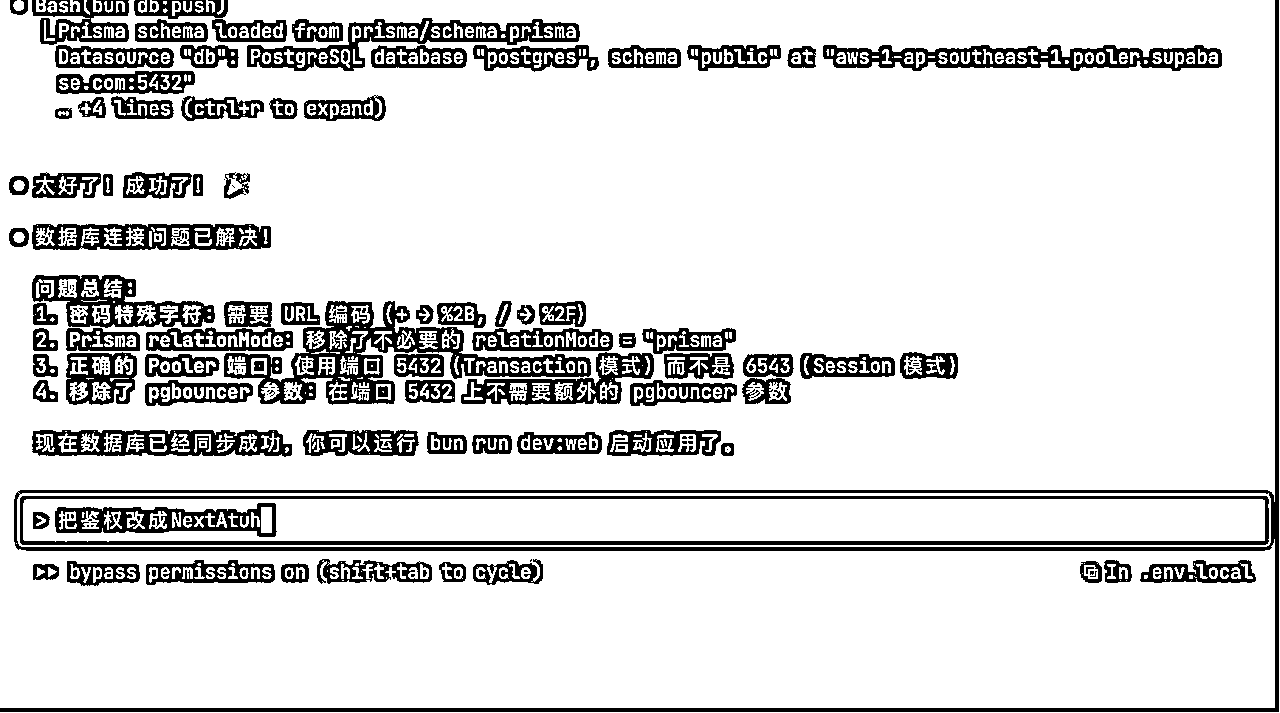 Bash(bun db:push)
Prisma schema loaded from prisma/schema.prisma
Datasource "db": PostgreSQL database "postgres", schema "public" at "aws-1-ap-southeast-1.pooler.supaba
se.com:5432"
… +4 lines (ctrl+r to expand)
太好了！成功了！ 🎉
数据库连接问题已解决！
问题总结：
1. 密码特殊字符：需要 URL 编码 (+ → %2B, / → %2F)
2. Prisma relationMode：移除了不必要的 relationMode = "prisma"
3. 正确的 Pooler 端口：使用端口 5432（Transaction 模式）而不是 6543（Session 模式）
4. 移除了 pgbouncer 参数：在端口 5432 上不需要额外的 pgbouncer 参数
现在数据库已经同步成功，你可以运行 bun run dev:web 启动应用了。
> 把鉴权改成NextAtuh
⏵⏵ bypass permissions on (shift+tab to cycle)
⧉ In .env.local